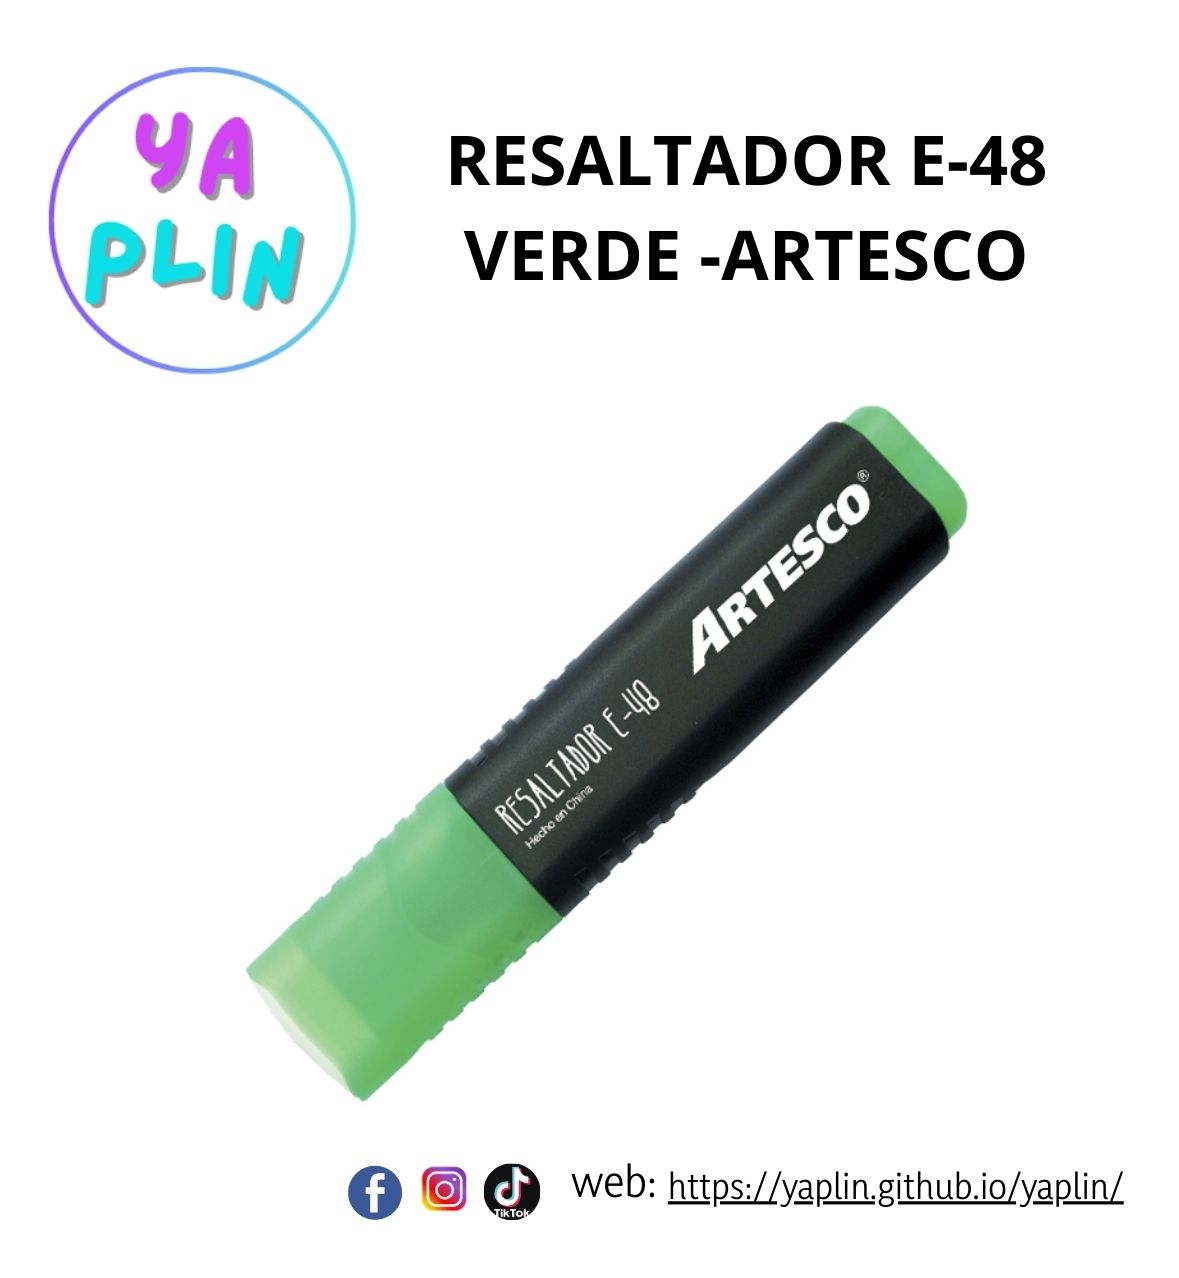 YA
PLIN
RESALTADOR E-48
VERDE -ARTESCO
ARTESCO®
RESALTADOR E-48
Hecho en China
f
TikTok
web: https://yaplin.github.io/yaplin/